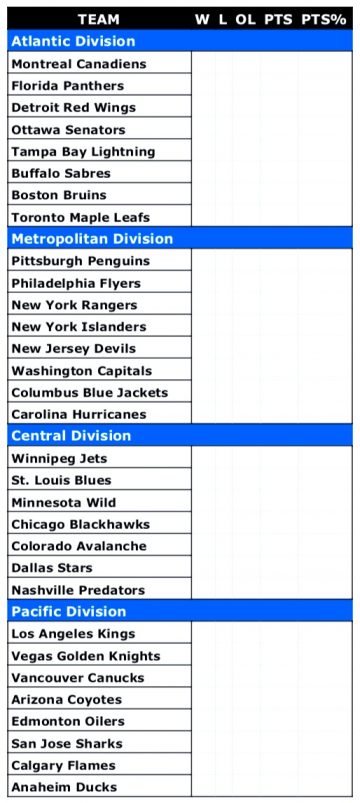 TEAM W L OL PTS PTS%
Atlantic Division
Montreal Canadiens
Florida Panthers
Detroit Red Wings
Ottawa Senators
Tampa Bay Lightning
Buffalo Sabres
Boston Bruins
Toronto Maple Leafs
Metropolitan Division
Pittsburgh Penguins
Philadelphia Flyers
New York Rangers
New York Islanders
New Jersey Devils
Washington Capitals
Columbus Blue Jackets
Carolina Hurricanes
Central Division
Winnipeg Jets
St. Louis Blues
Minnesota Wild
Chicago Blackhawks
Colorado Avalanche
Dallas Stars
Nashville Predators
Pacific Division
Los Angeles Kings
Vegas Golden Knights
Vancouver Canucks
Arizona Coyotes
Edmonton Oilers
San Jose Sharks
Calgary Flames
Anaheim Ducks